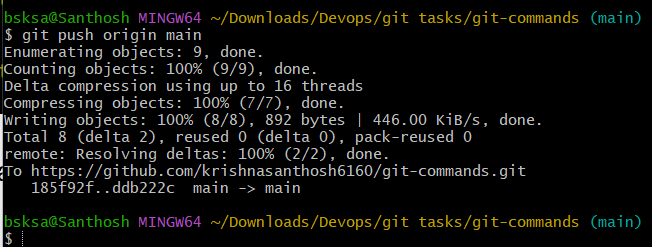 bsksa@Santhosh MINGW64 ~/Downloads/Devops/git tasks/git-commands (main)
$ git push origin main
Enumerating objects: 9, done.
Counting objects: 100% (9/9), done.
Delta compression using up to 16 threads
Compressing objects: 100% (7/7), done.
Writing objects: 100% (8/8), 892 bytes | 446.00 KiB/s, done.
Total 8 (delta 2), reused 0 (delta 0), pack-reused 0
remote: Resolving deltas: 100% (2/2), done.
To https://github.com/krishnasanthosh6160/git-commands.git
   185f92f..ddb222c  main -> main
bsksa@Santhosh MINGW64 ~/Downloads/Devops/git tasks/git-commands (main)
$